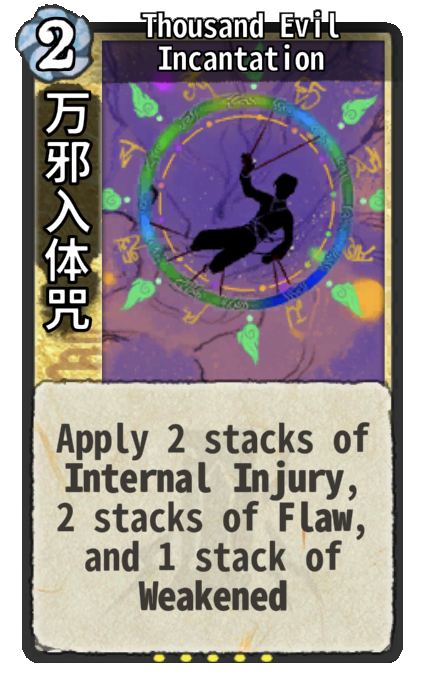 2
Thousand Evil
Incantation
万邪入体咒
Apply 2 stacks of
Internal Injury,
2 stacks of Flaw,
and 1 stack of
Weakened